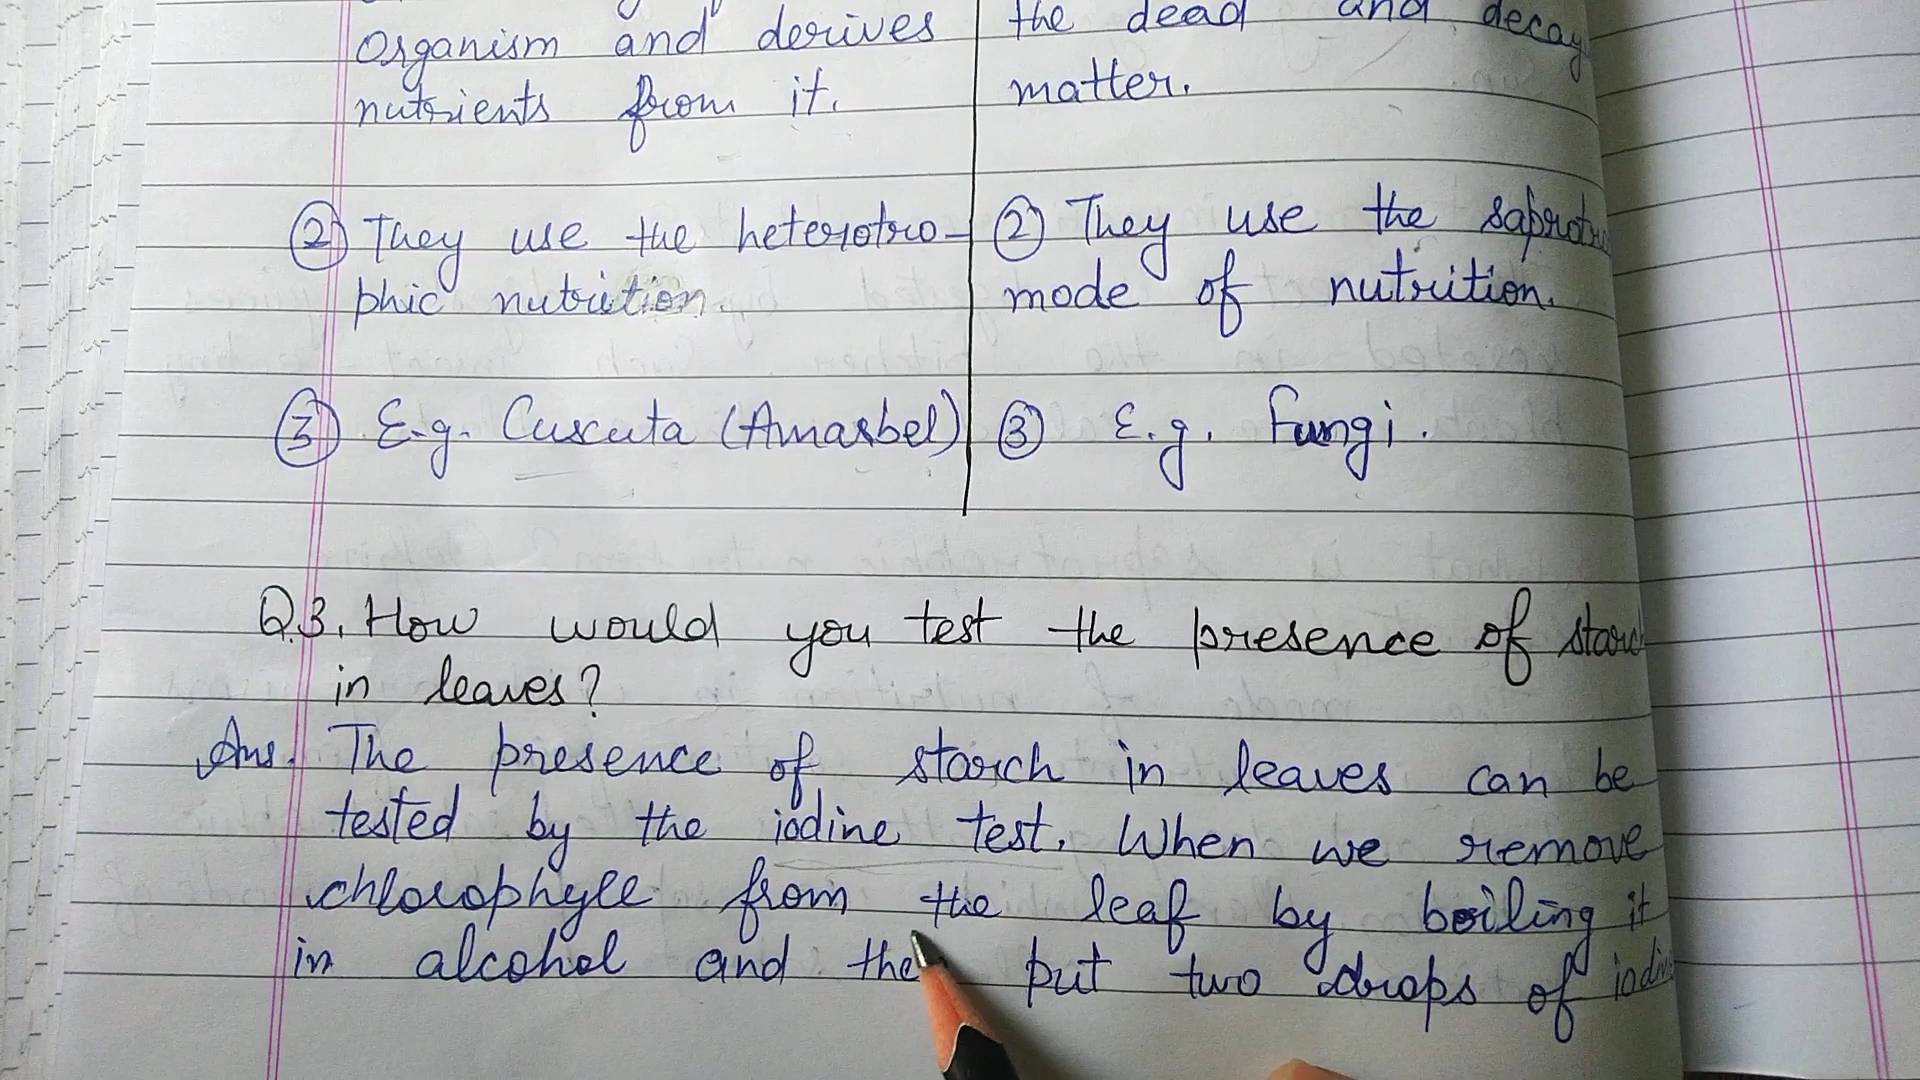 organism and derives
nutrients from it.
② They use the heterotro-
phic nutrition.
③ E.g. Cuscuta (Amarbel)
the dead and decay
matter.
② They use the
mode of nutrition.
③ E.g. Fungi.
Q.3. How would you test the presence of starch
in leaves?
Ans. The presence of starch in leaves can be
tested by the iodine test. When we remove
chlorophyll from the leaf by boiling it
in alcohol and the put two drops of